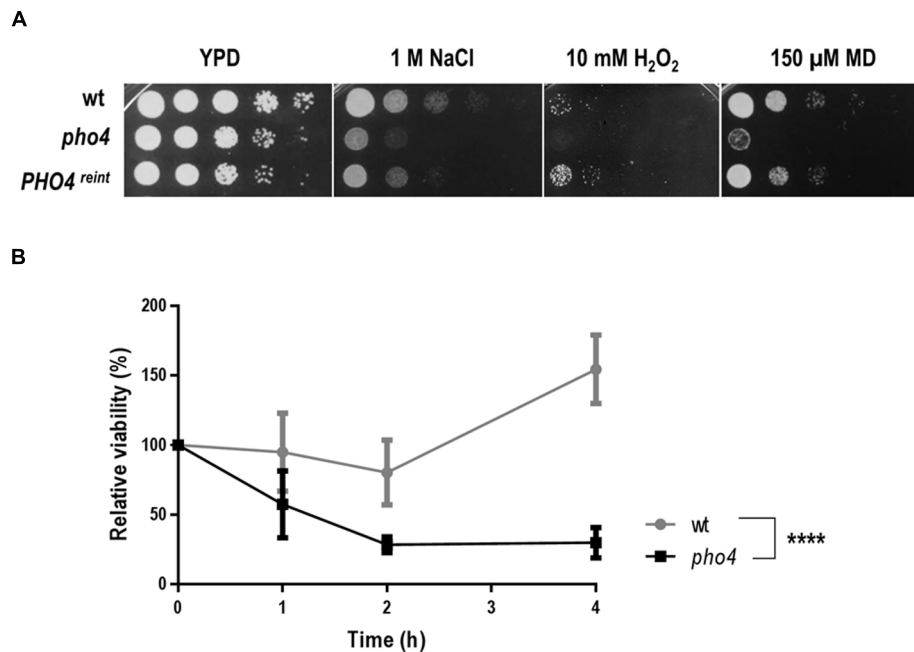 A
YPD 1 M NaCl 10 mM H₂O₂ 150 µM MD
wt
pho4
PHO4 reint
B
200
150
100
50
0
Relative viability (%)
0 1 2 3 4
Time (h)
wt
pho4
****